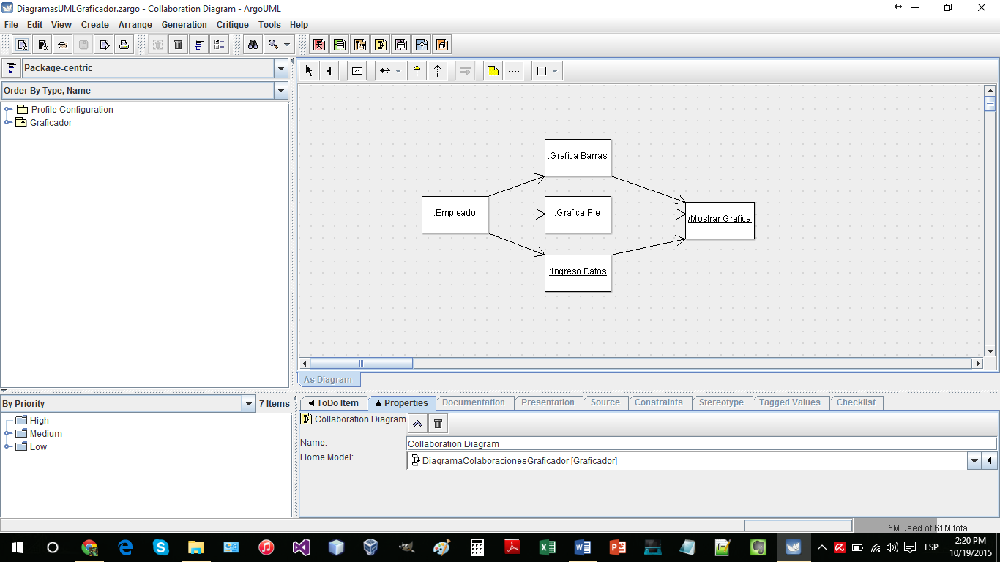 DiagramasUMLGraficador.zargo - Collaboration Diagram - ArgoUML
File Edit View Create Arrange Generation Critique Tools Help
Package-centric
Order By Type, Name
Profile Configuration
Graficador
:Grafica Barras
:Empleado
:Grafica Pie
/Mostrar Grafica
:Ingreso Datos
As Diagram
By Priority
7 Items
High
Medium
Low
ToDo Item Properties Documentation Presentation Source Constraints Stereotype Tagged Values Checklist
Collaboration Diagram
Name:
Collaboration Diagram
Home Model:
DiagramaColaboracionesGraficador [Graficador]
35M used of 61M total
ESP
2:20 PM
10/19/2015